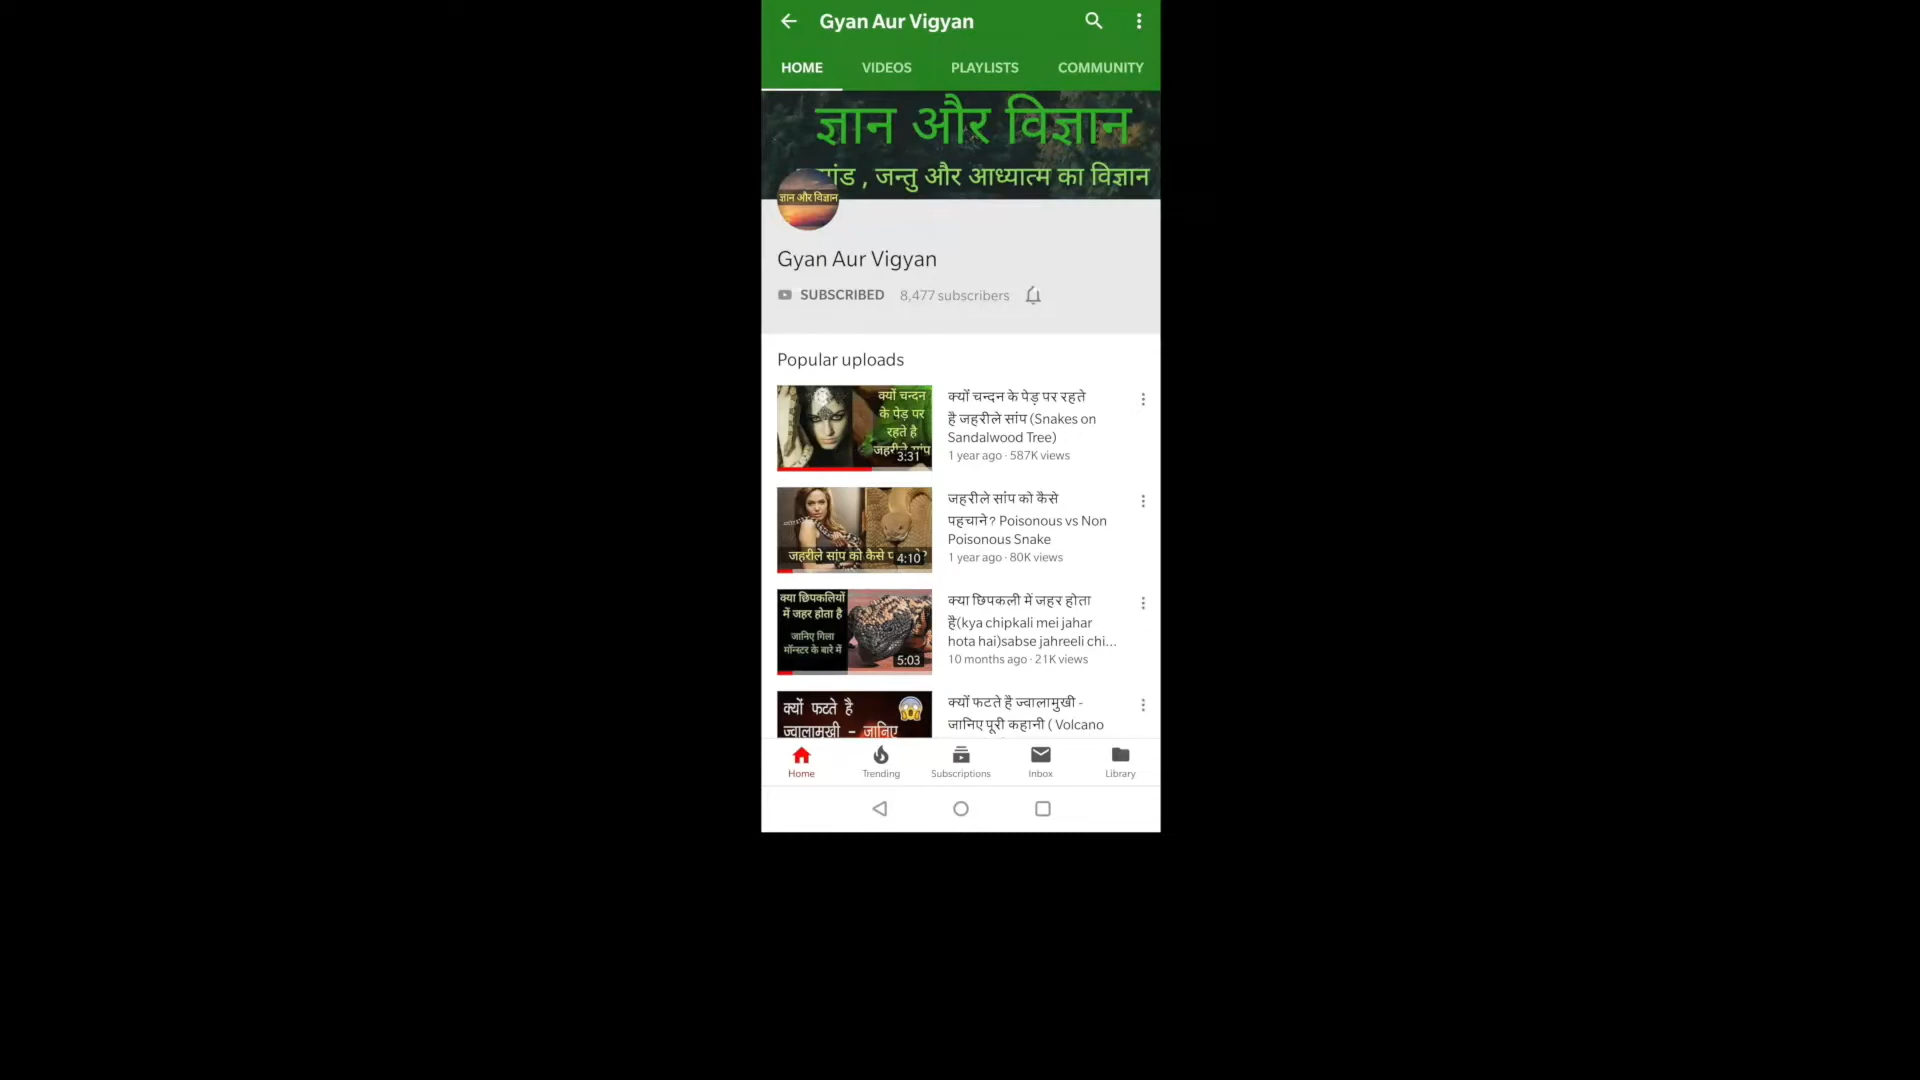 Gyan Aur Vigyan
HOME VIDEOS PLAYLISTS COMMUNITY
ज्ञान और विज्ञान
, जन्तु और आध्यात्म का विज्ञान
ज्ञान और विज्ञान
Gyan Aur Vigyan
SUBSCRIBED 8,477 subscribers
Popular uploads
क्यों चन्दन
के पेड़ पर
रहते है
जहरीले
3:31
क्यों चन्दन के पेड़ पर रहते
है जहरीले सांप (Snakes on
Sandalwood Tree)
1 year ago · 587K views
जहरीले सांप को कैसे
4:10
जहरीले सांप को कैसे
पहचाने ? Poisonous vs Non
Poisonous Snake
1 year ago · 80K views
क्या छिपकलियों
में जहर होता है
जानिए गिला
मॉन्स्टर के बारे में
5:03
क्या छिपकली में जहर होता
है(kya chipkali mei jahar
hota hai)sabse jahreeli chi...
10 months ago · 21K views
क्यों फटते है
ज्वालामुखी - जानिए
क्यों फटते है ज्वालामुखी -
जानिए पूरी कहानी ( Volcano
Home Trending Subscriptions Inbox Library